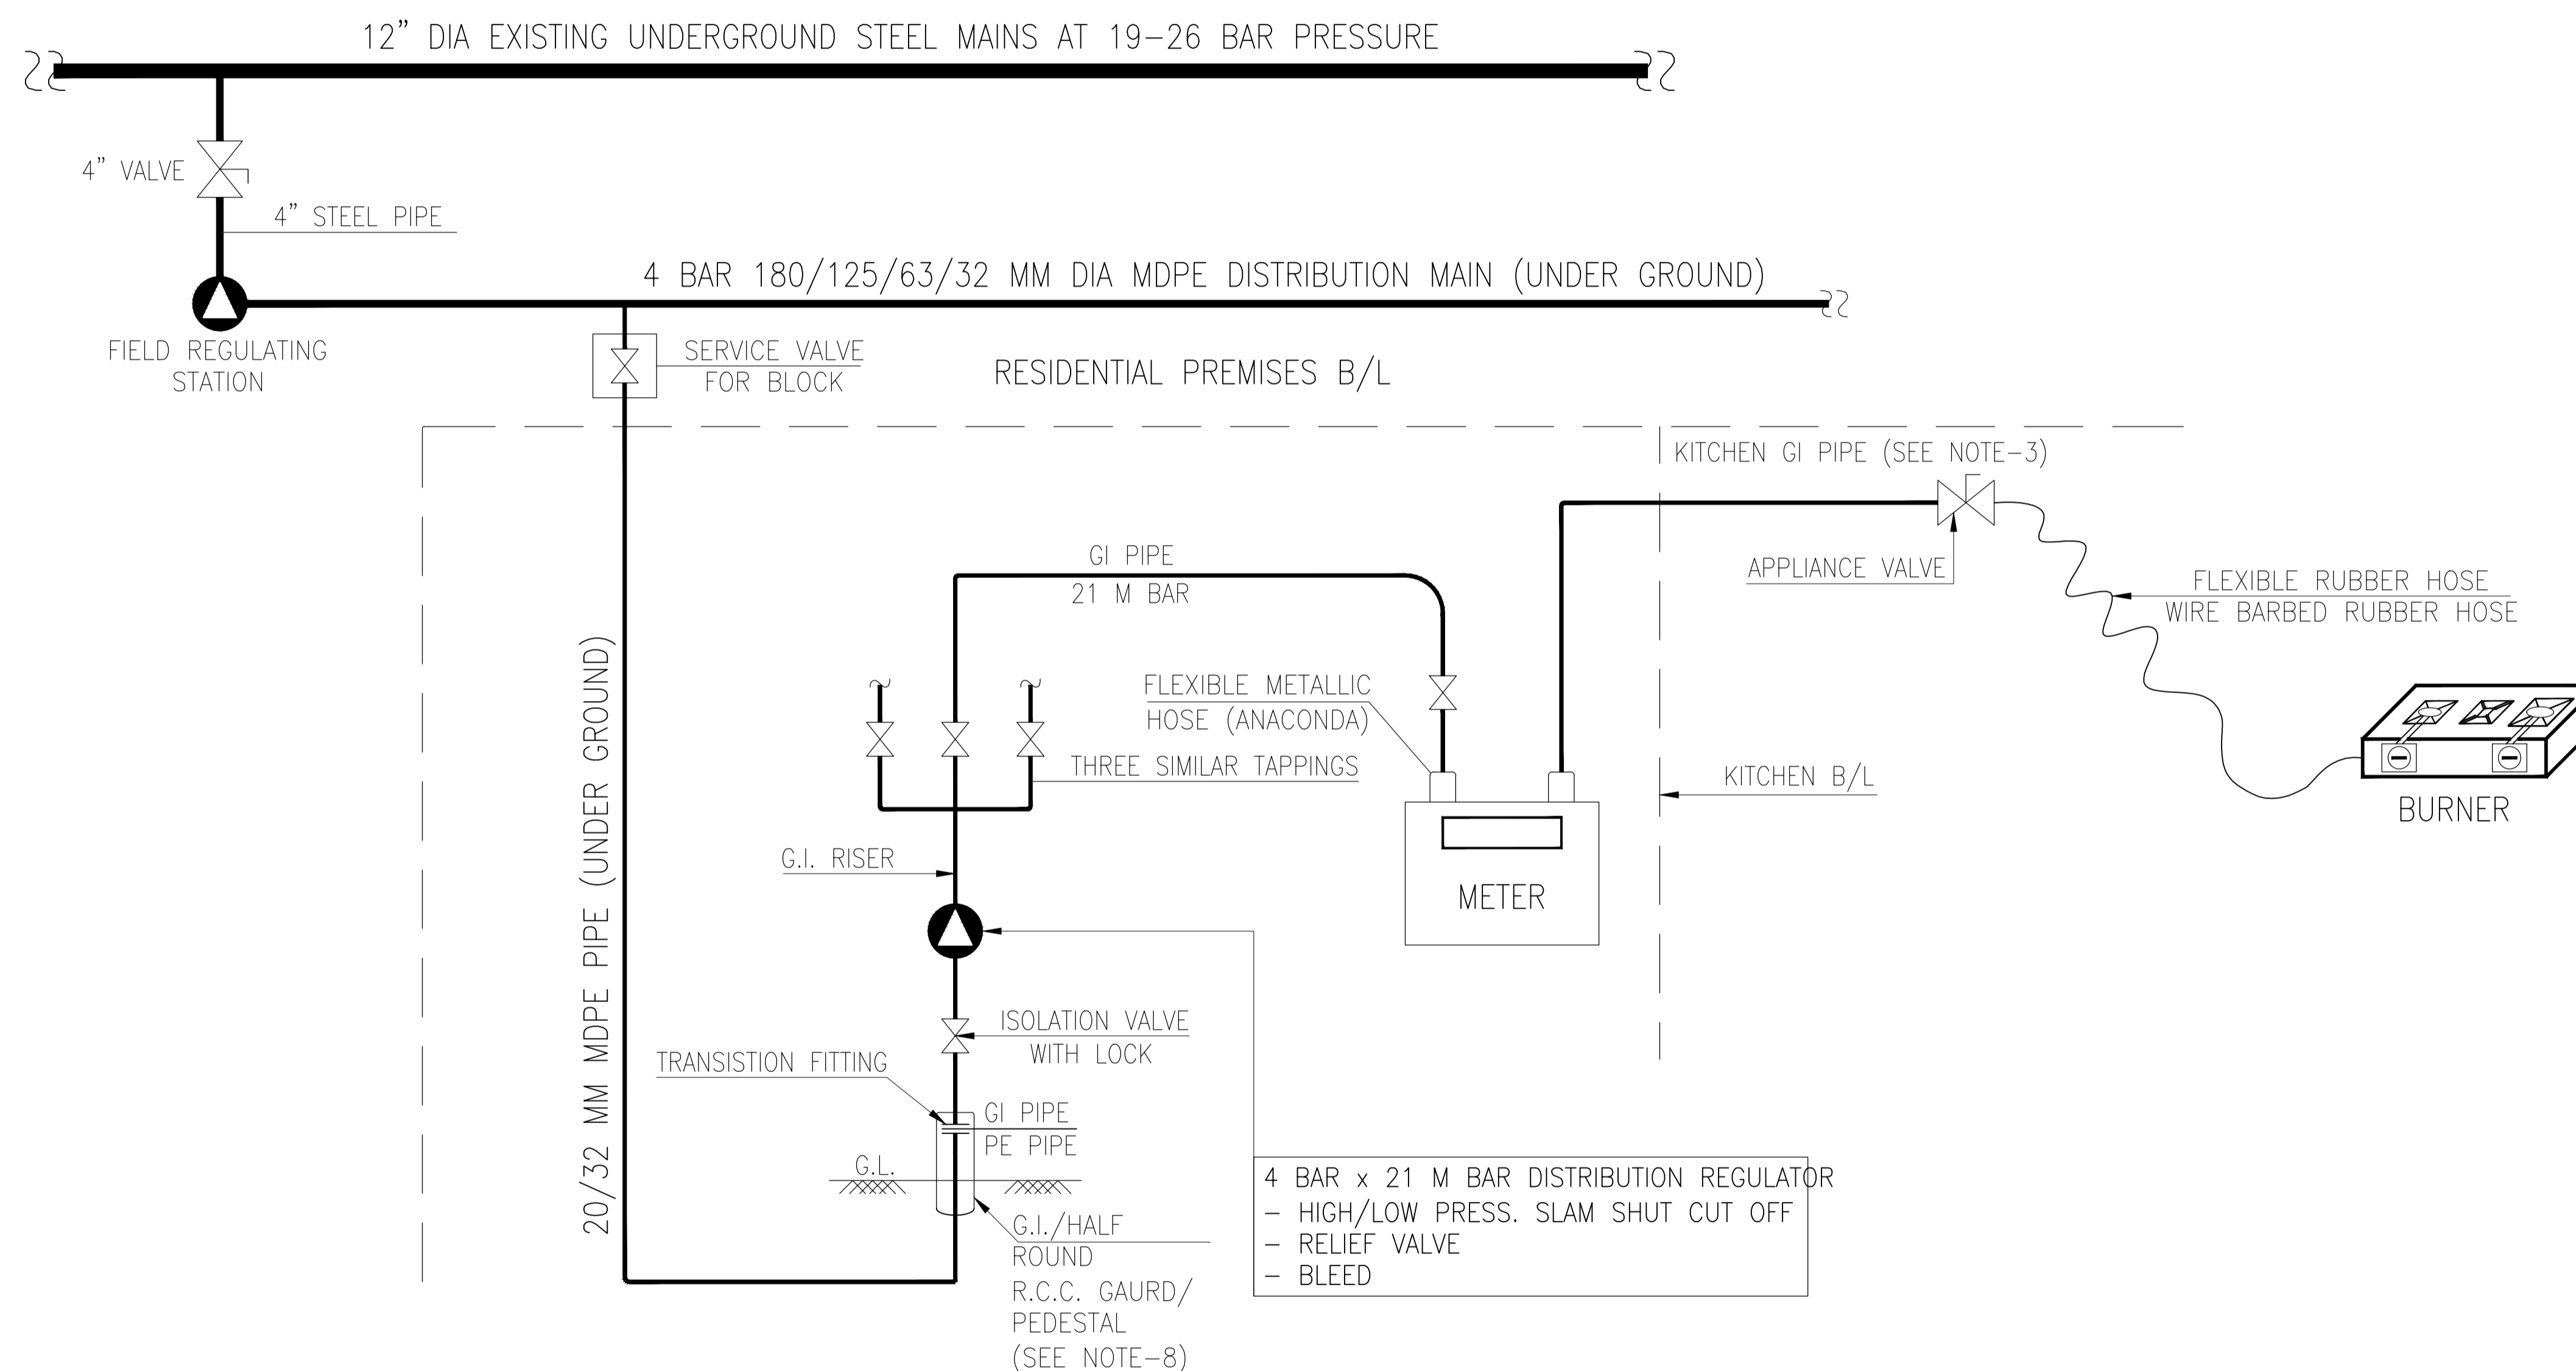 12” DIA EXISTING UNDERGROUND STEEL MAINS AT 19-26 BAR PRESSURE
4” VALVE
4” STEEL PIPE
4 BAR 180/125/63/32 MM DIA MDPE DISTRIBUTION MAIN (UNDER GROUND)
FIELD REGULATING
STATION
SERVICE VALVE
FOR BLOCK
RESIDENTIAL PREMISES B/L
KITCHEN GI PIPE (SEE NOTE-3)
GI PIPE
21 M BAR
APPLIANCE VALVE
FLEXIBLE RUBBER HOSE
WIRE BARBED RUBBER HOSE
20/32 MM MDPE PIPE (UNDER GROUND)
FLEXIBLE METALLIC
HOSE (ANACONDA)
THREE SIMILAR TAPPINGS
KITCHEN B/L
BURNER
G.I. RISER
METER
ISOLATION VALVE
WITH LOCK
TRANSISTION FITTING
GI PIPE
PE PIPE
G.L.
G.I./HALF
ROUND
R.C.C. GAURD/
PEDESTAL
(SEE NOTE-8)
4 BAR x 21 M BAR DISTRIBUTION REGULATOR
- HIGH/LOW PRESS. SLAM SHUT CUT OFF
- RELIEF VALVE
- BLEED